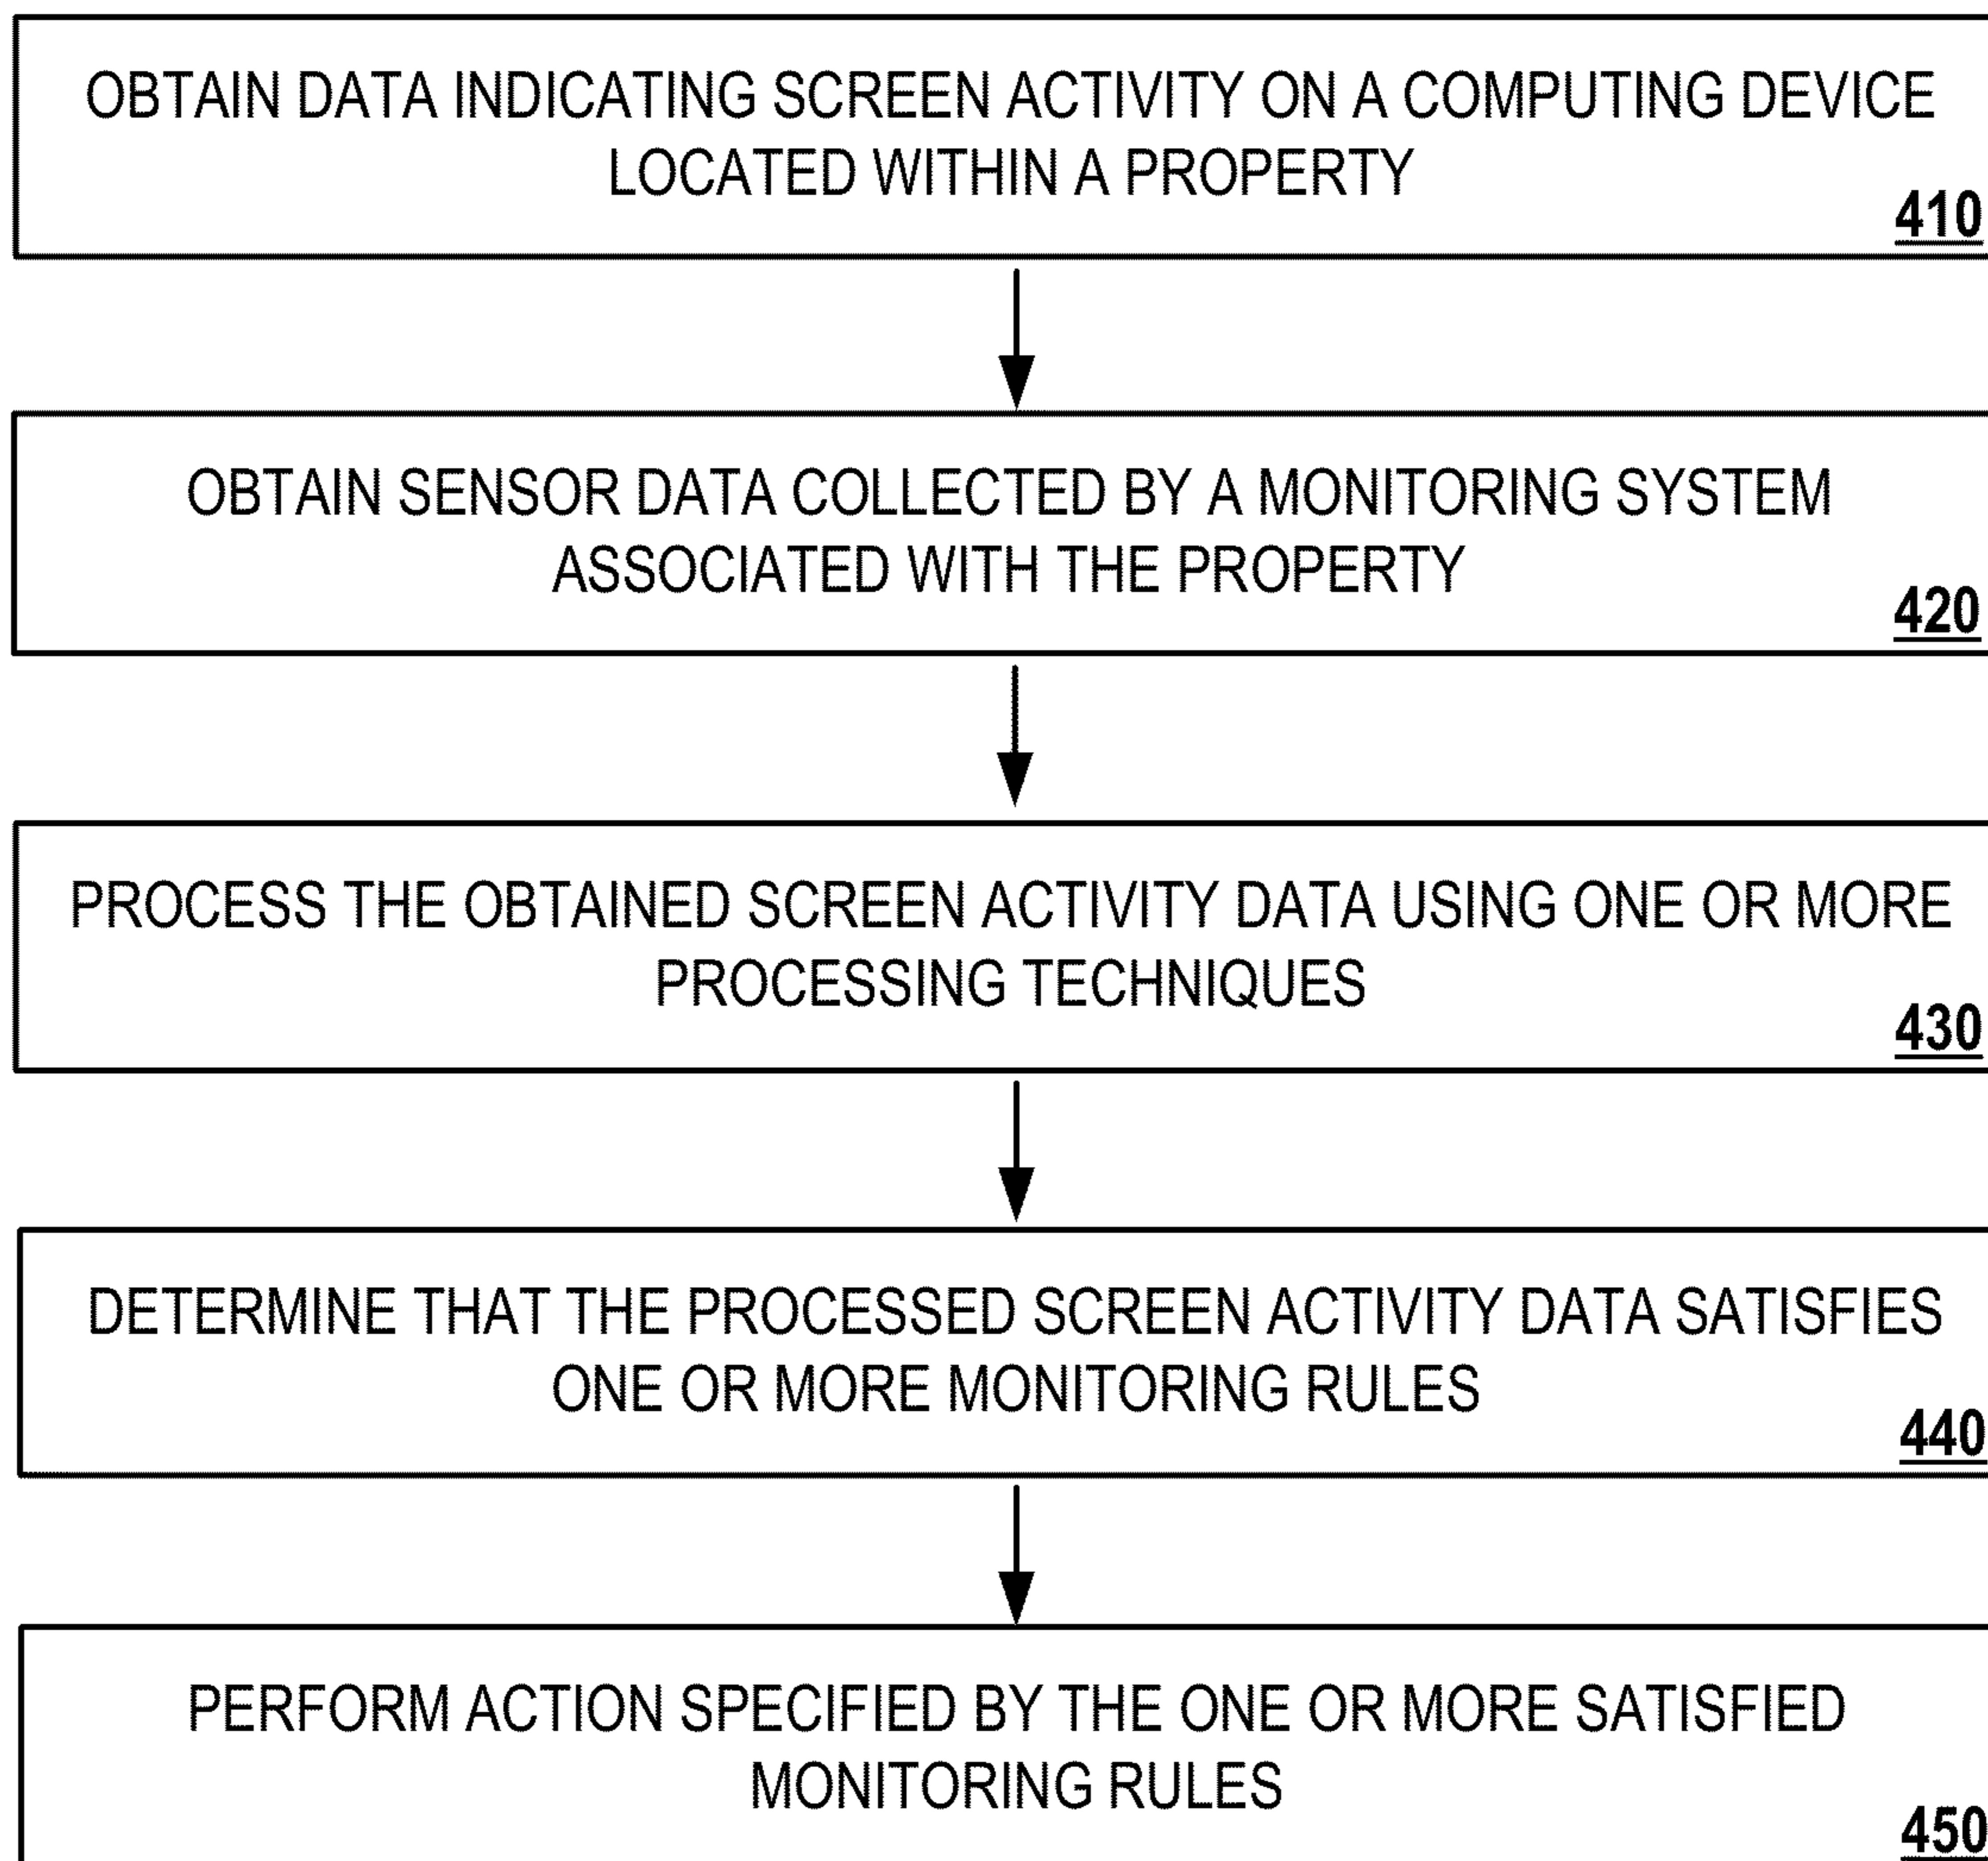 OBTAIN DATA INDICATING SCREEN ACTIVITY ON A COMPUTING DEVICE
LOCATED WITHIN A PROPERTY
410
OBTAIN SENSOR DATA COLLECTED BY A MONITORING SYSTEM
ASSOCIATED WITH THE PROPERTY
420
PROCESS THE OBTAINED SCREEN ACTIVITY DATA USING ONE OR MORE
PROCESSING TECHNIQUES
430
DETERMINE THAT THE PROCESSED SCREEN ACTIVITY DATA SATISFIES
ONE OR MORE MONITORING RULES
440
PERFORM ACTION SPECIFIED BY THE ONE OR MORE SATISFIED
MONITORING RULES
450